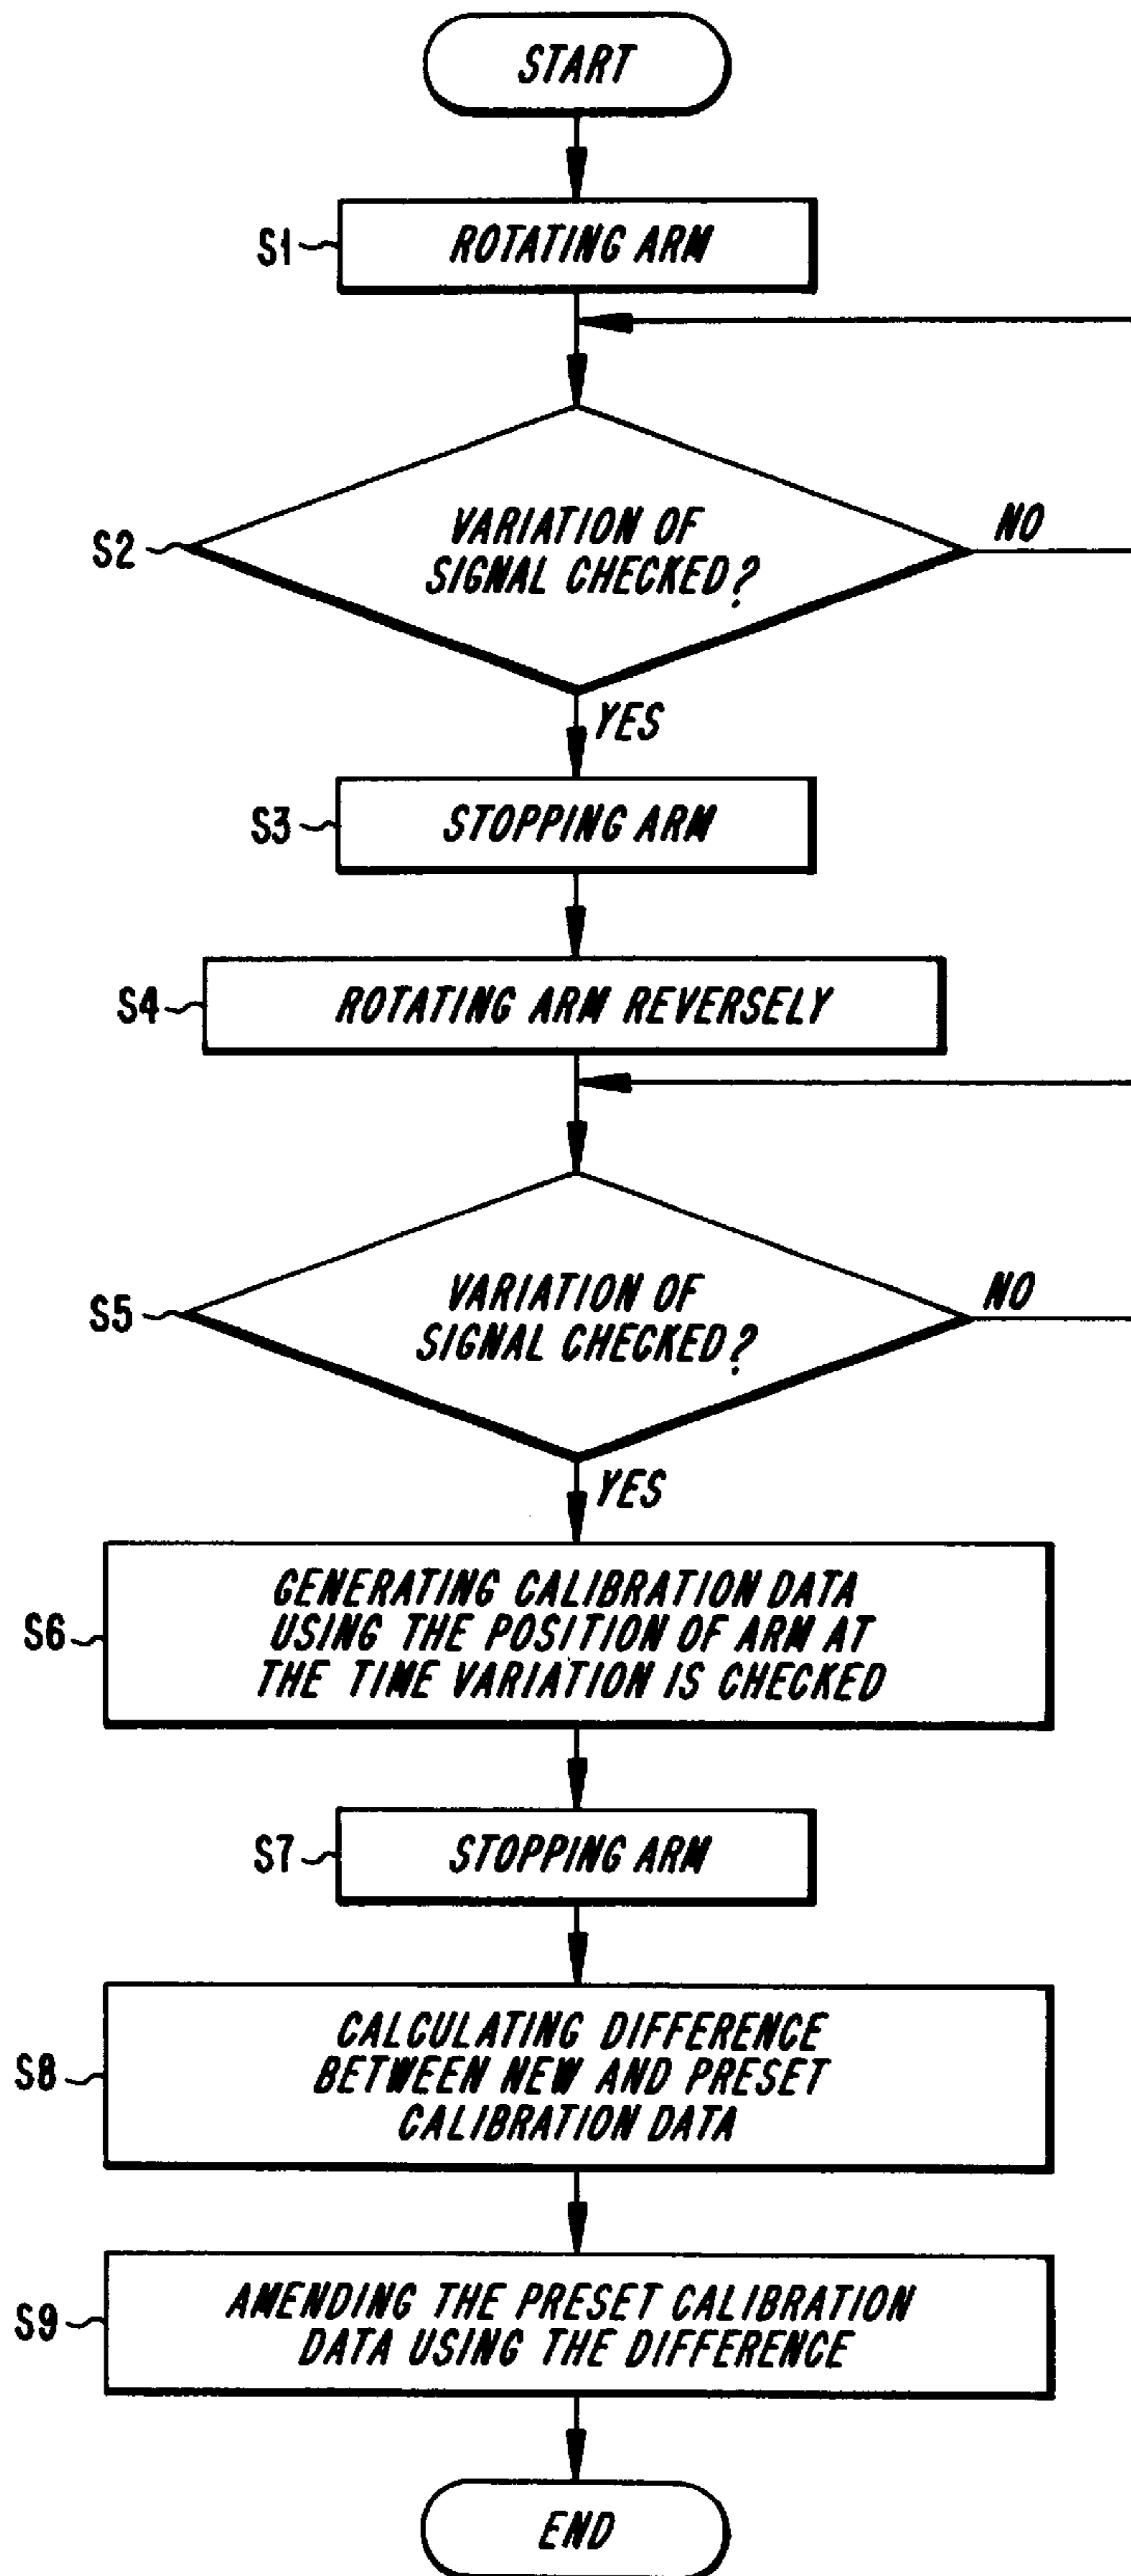 START
S1
ROTATING ARM
S2
VARIATION OF
SIGNAL CHECKED?
NO
YES
S3
STOPPING ARM
S4
ROTATING ARM REVERSELY
S5
VARIATION OF
SIGNAL CHECKED?
NO
YES
S6
GENERATING CALIBRATION DATA
USING THE POSITION OF ARM AT
THE TIME VARIATION IS CHECKED
S7
STOPPING ARM
S8
CALCULATING DIFFERENCE
BETWEEN NEW AND PRESET
CALIBRATION DATA
S9
AMENDING THE PRESET CALIBRATION
DATA USING THE DIFFERENCE
END